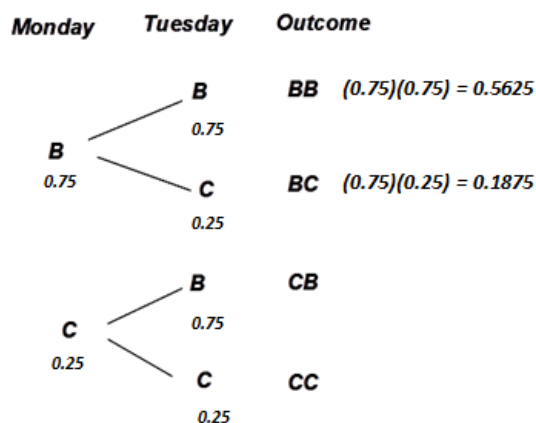 Monday Tuesday Outcome
B BB (0.75)(0.75) = 0.5625
0.75
B
0.75
C BC (0.75)(0.25) = 0.1875
0.25
B CB
0.75
C
0.25
C CC
0.25